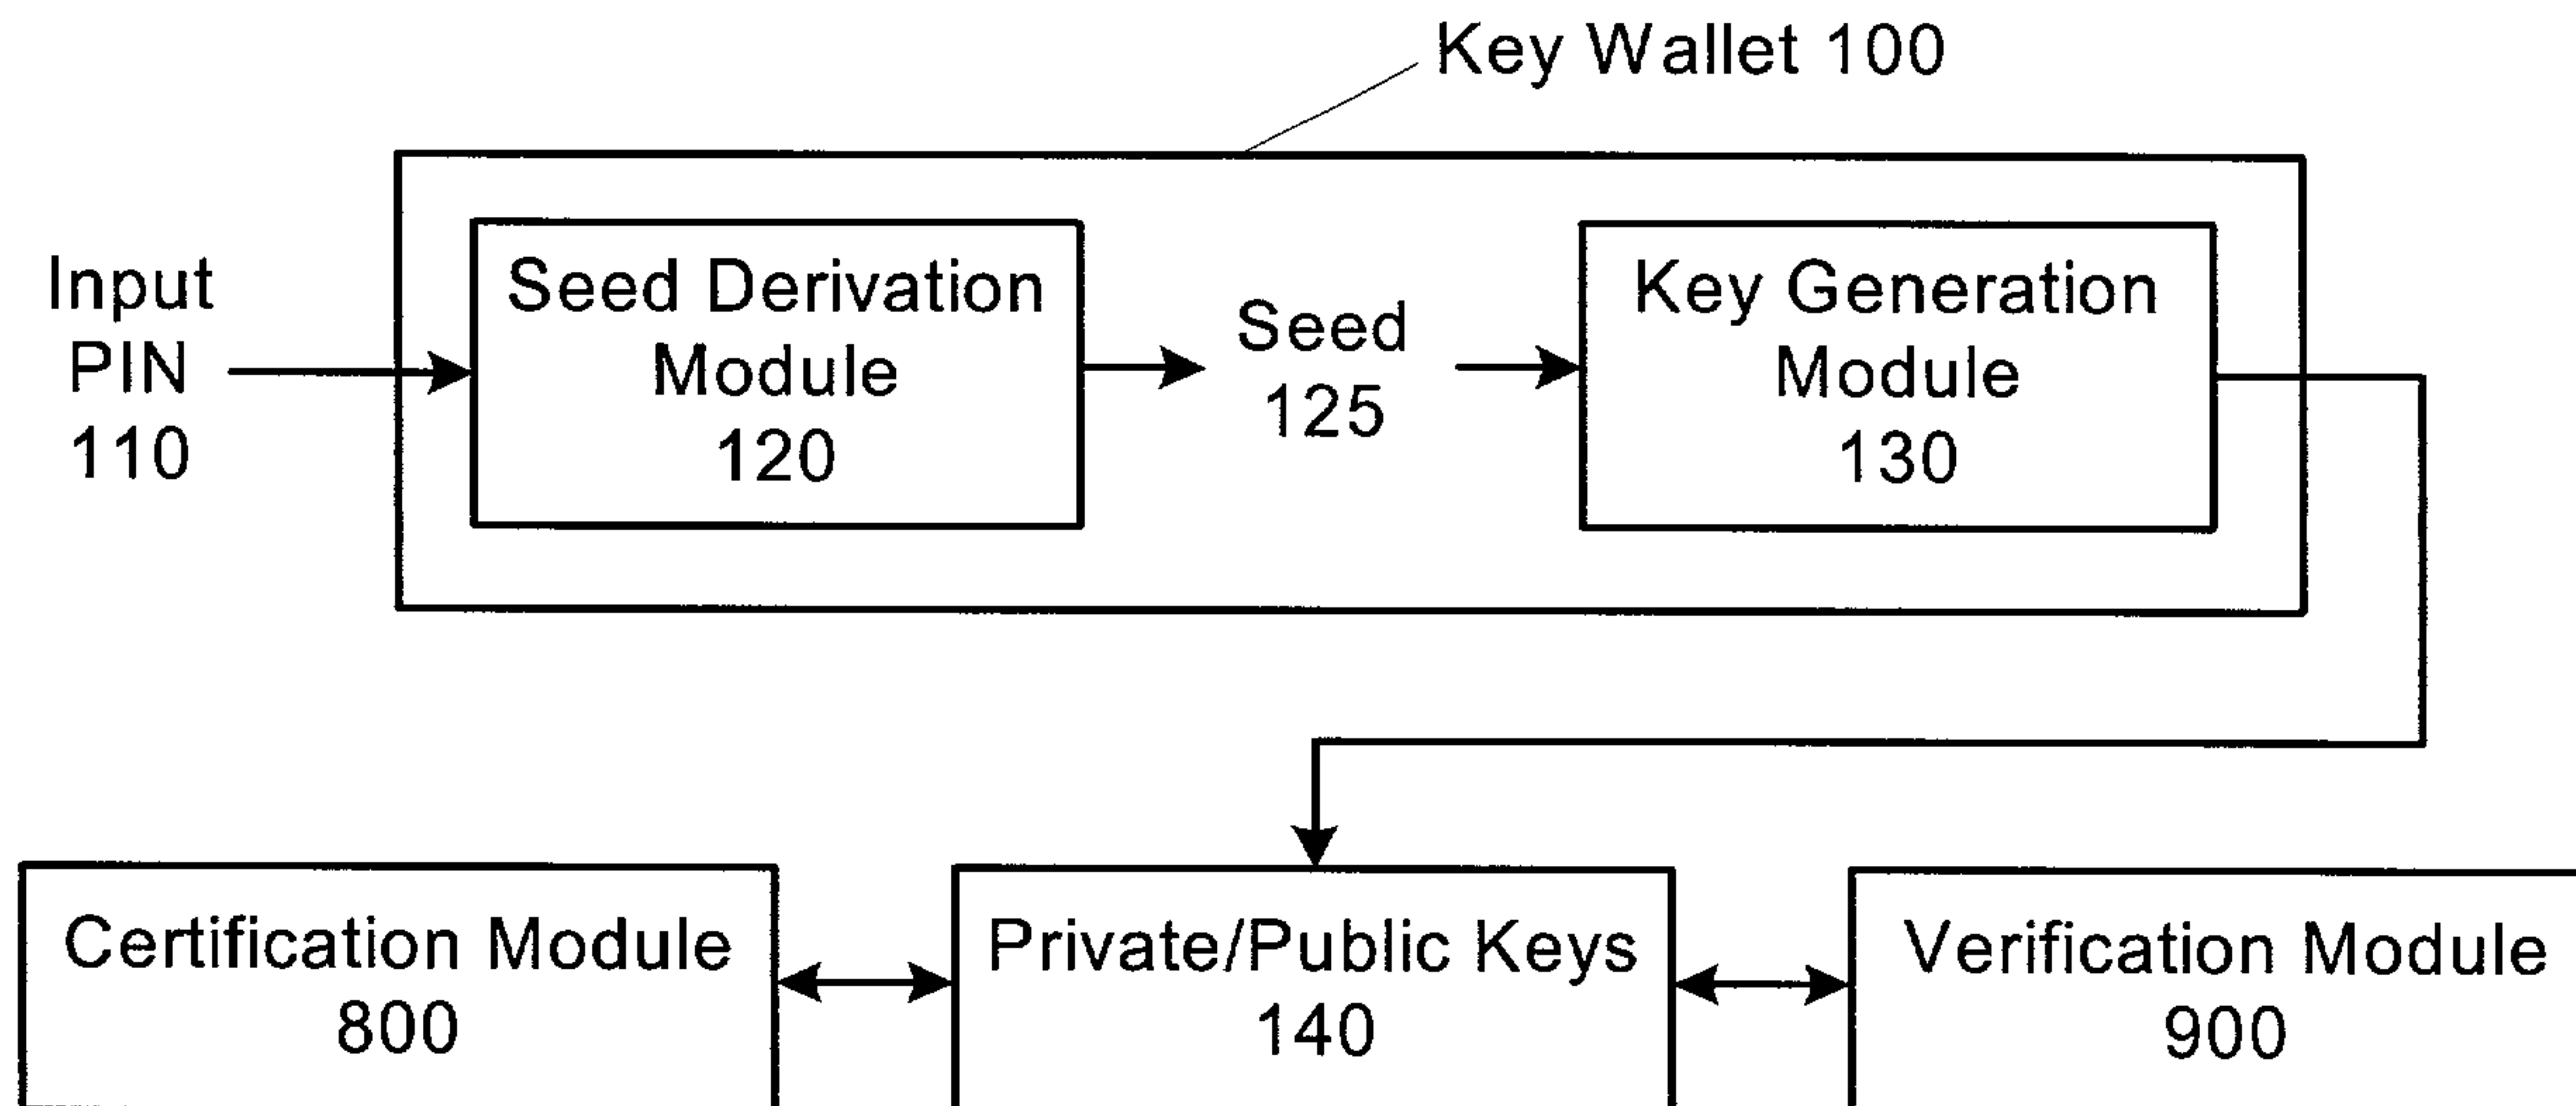 Key Wallet 100
Input
PIN
110
Seed Derivation
Module
120
Seed
125
Key Generation
Module
130
Certification Module
800
Private/Public Keys
140
Verification Module
900